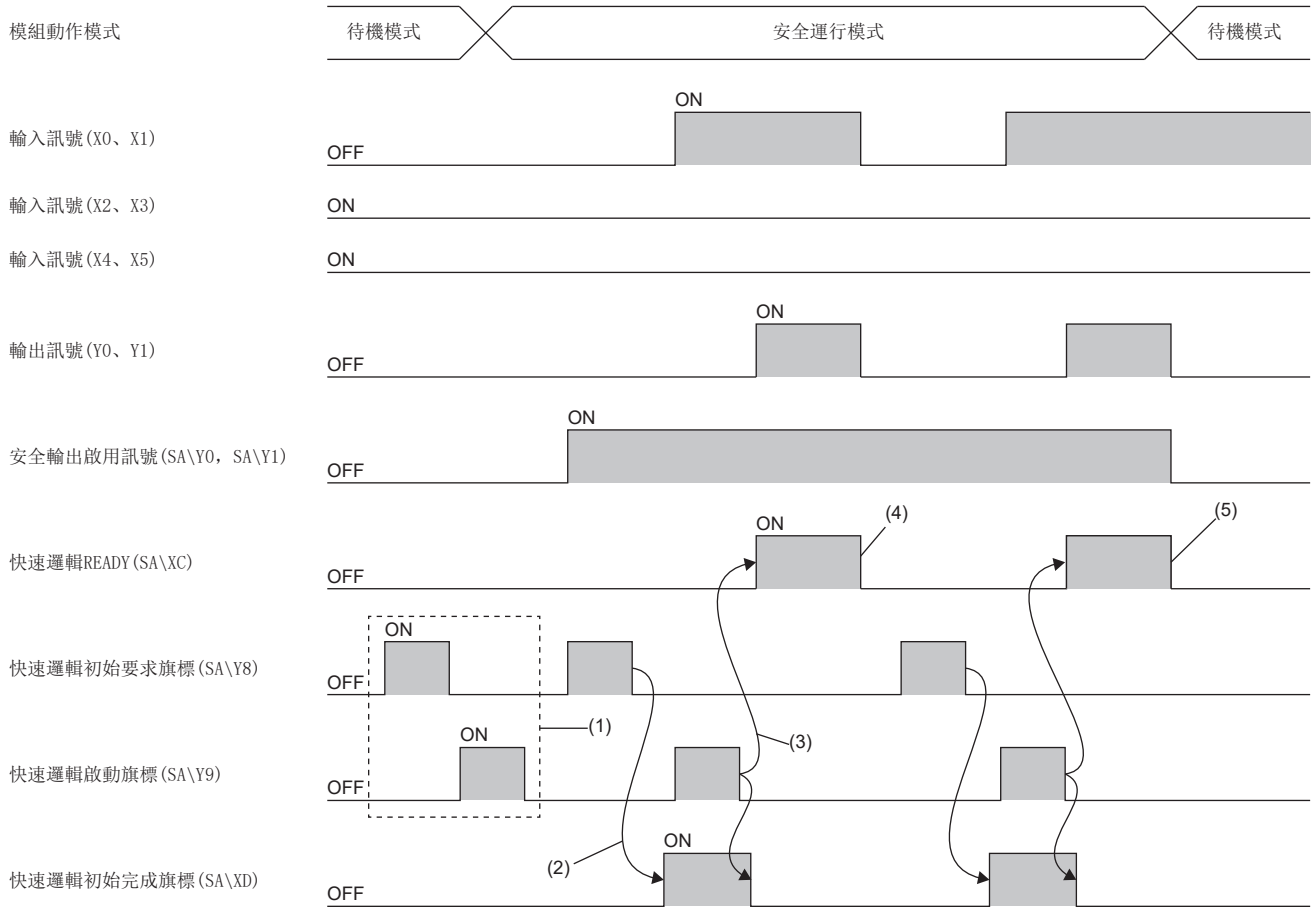 模組動作模式 待機模式 安全運行模式 待機模式
ON
輸入訊號(X0、X1)
OFF
輸入訊號(X2、X3) ON
輸入訊號(X4、X5) ON
ON
輸出訊號(Y0、Y1)
OFF
ON
安全輸出啟用訊號(SA\Y0，SA\Y1)
OFF
(4) (5)
ON
快速邏輯READY(SA\XC)
OFF
ON
快速邏輯初始要求旗標(SA\Y8)
OFF
(1)
ON
(3)
快速邏輯啟動旗標(SA\Y9)
OFF
ON
(2)
快速邏輯初始完成旗標(SA\XD)
OFF